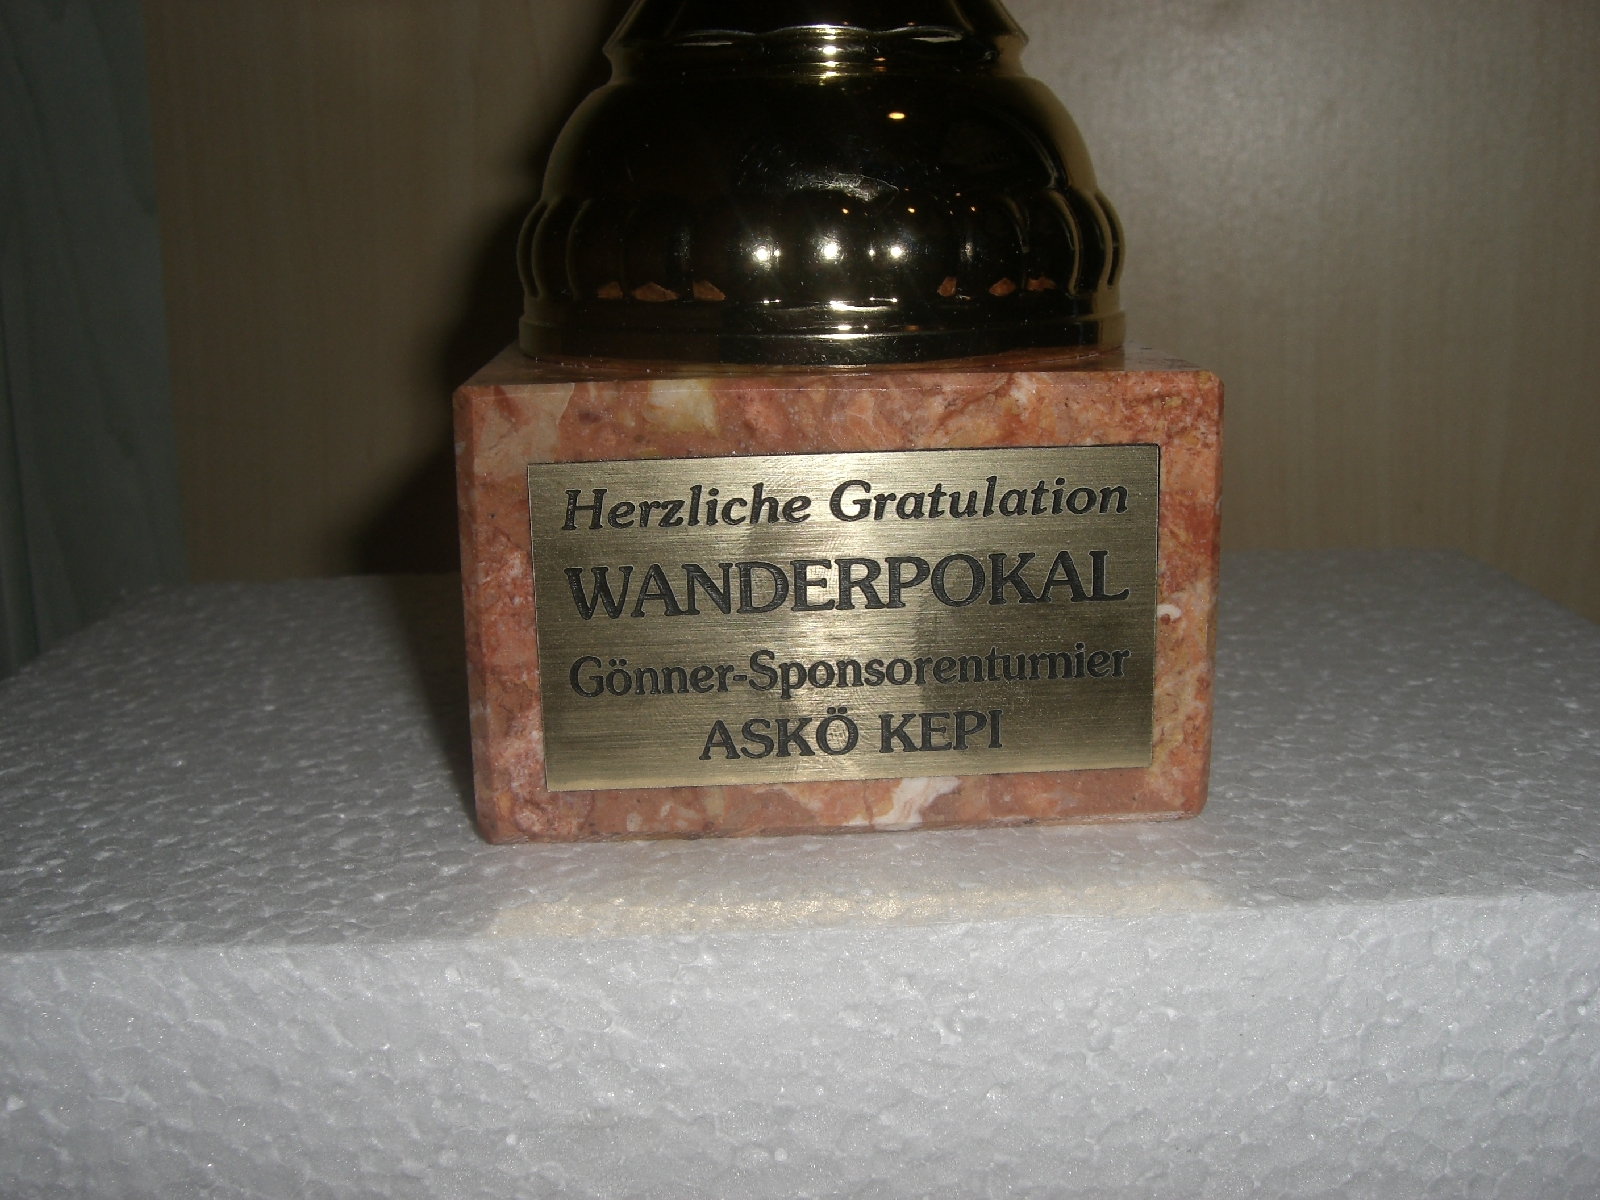 Herzliche Gratulation
WANDERPOKAL
Gönner-Sponsorenturnier
ASKÖ KEPI